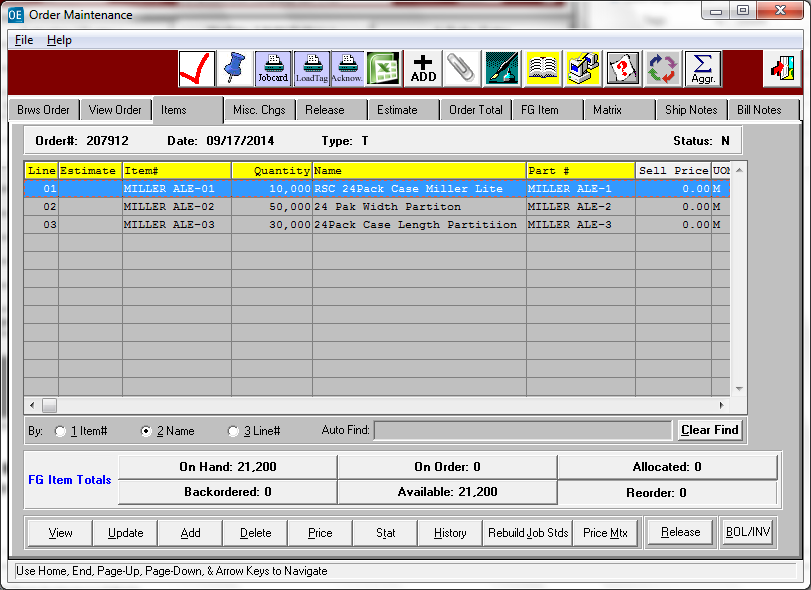 OE Order Maintenance
File Help
Jobcard LoadTag Acknow. ADD Σ Aggr.
Brws Order View Order Items Misc. Chgs Release Estimate Order Total FG Item Matrix Ship Notes Bill Notes
Order#: 207912 Date: 09/17/2014 Type: T Status: N
Line Estimate Item# Quantity Name Part # Sell Price UOM
01 MILLER ALE-01 10,000 RSC 24Pack Case Miller Lite MILLER ALE-1 0.00 M
02 MILLER ALE-02 50,000 24 Pak Width Partiton MILLER ALE-2 0.00 M
03 MILLER ALE-03 30,000 24Pack Case Length Partitiion MILLER ALE-3 0.00 M
By: 1 Item# 2 Name 3 Line# Auto Find: Clear Find
FG Item Totals
On Hand: 21,200 On Order: 0 Allocated: 0
Backordered: 0 Available: 21,200 Reorder: 0
View Update Add Delete Price Stat History Rebuild Job Stds Price Mtx Release BOL/INV
Use Home, End, Page-Up, Page-Down, & Arrow Keys to Navigate